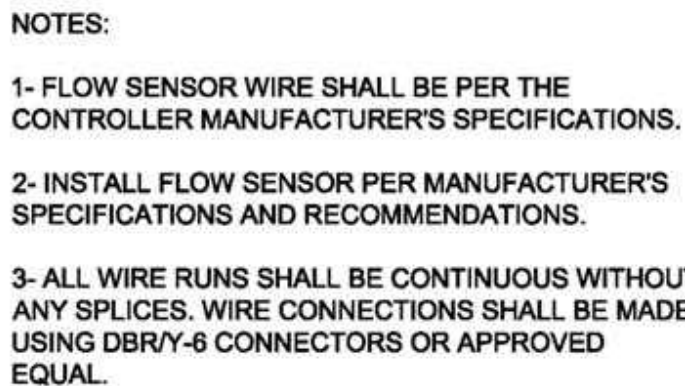 NOTES:
1- FLOW SENSOR WIRE SHALL BE PER THE
CONTROLLER MANUFACTURER'S SPECIFICATIONS.
2- INSTALL FLOW SENSOR PER MANUFACTURER'S
SPECIFICATIONS AND RECOMMENDATIONS.
3- ALL WIRE RUNS SHALL BE CONTINUOUS WITHOUT
ANY SPLICES. WIRE CONNECTIONS SHALL BE MADE
USING DBR/Y-6 CONNECTORS OR APPROVED
EQUAL.